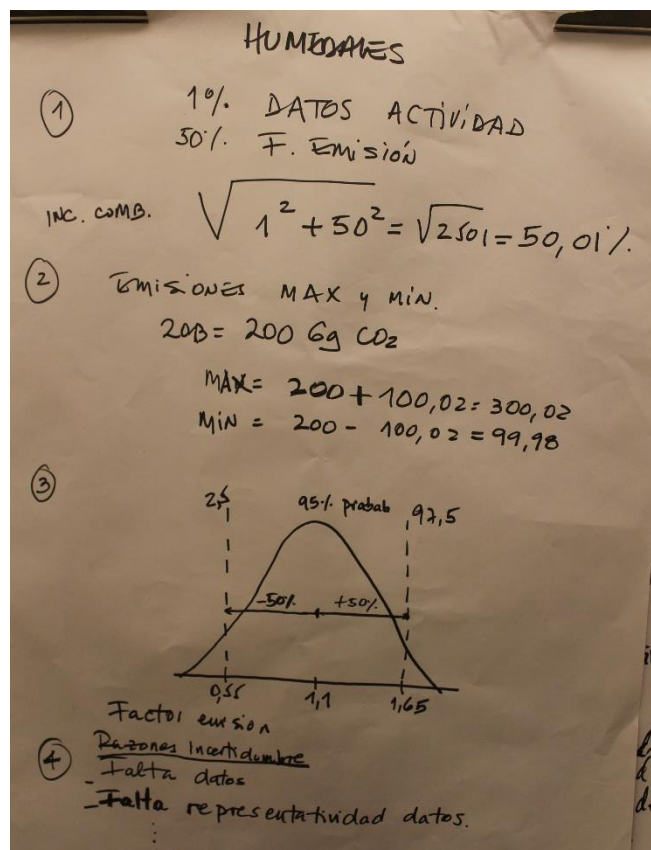 HUMEDALES
1
1% DATOS ACTIVIDAD
50% F. EMISIÓN
INC. COMB. √1² + 50² = √2501 = 50,01%.
2
EMISIONES MAX y MIN.
20B = 200 Gg CO2
MAX = 200 + 100,02 = 300,02
MIN = 200 - 100,02 = 99,98
3
2,5 95% probab 97,5
-50% +50%
0,55 1,1 1,65
Factor emision
4 Razones Incertidumbre
- Falta datos
- Falta representatividad datos.
⋮